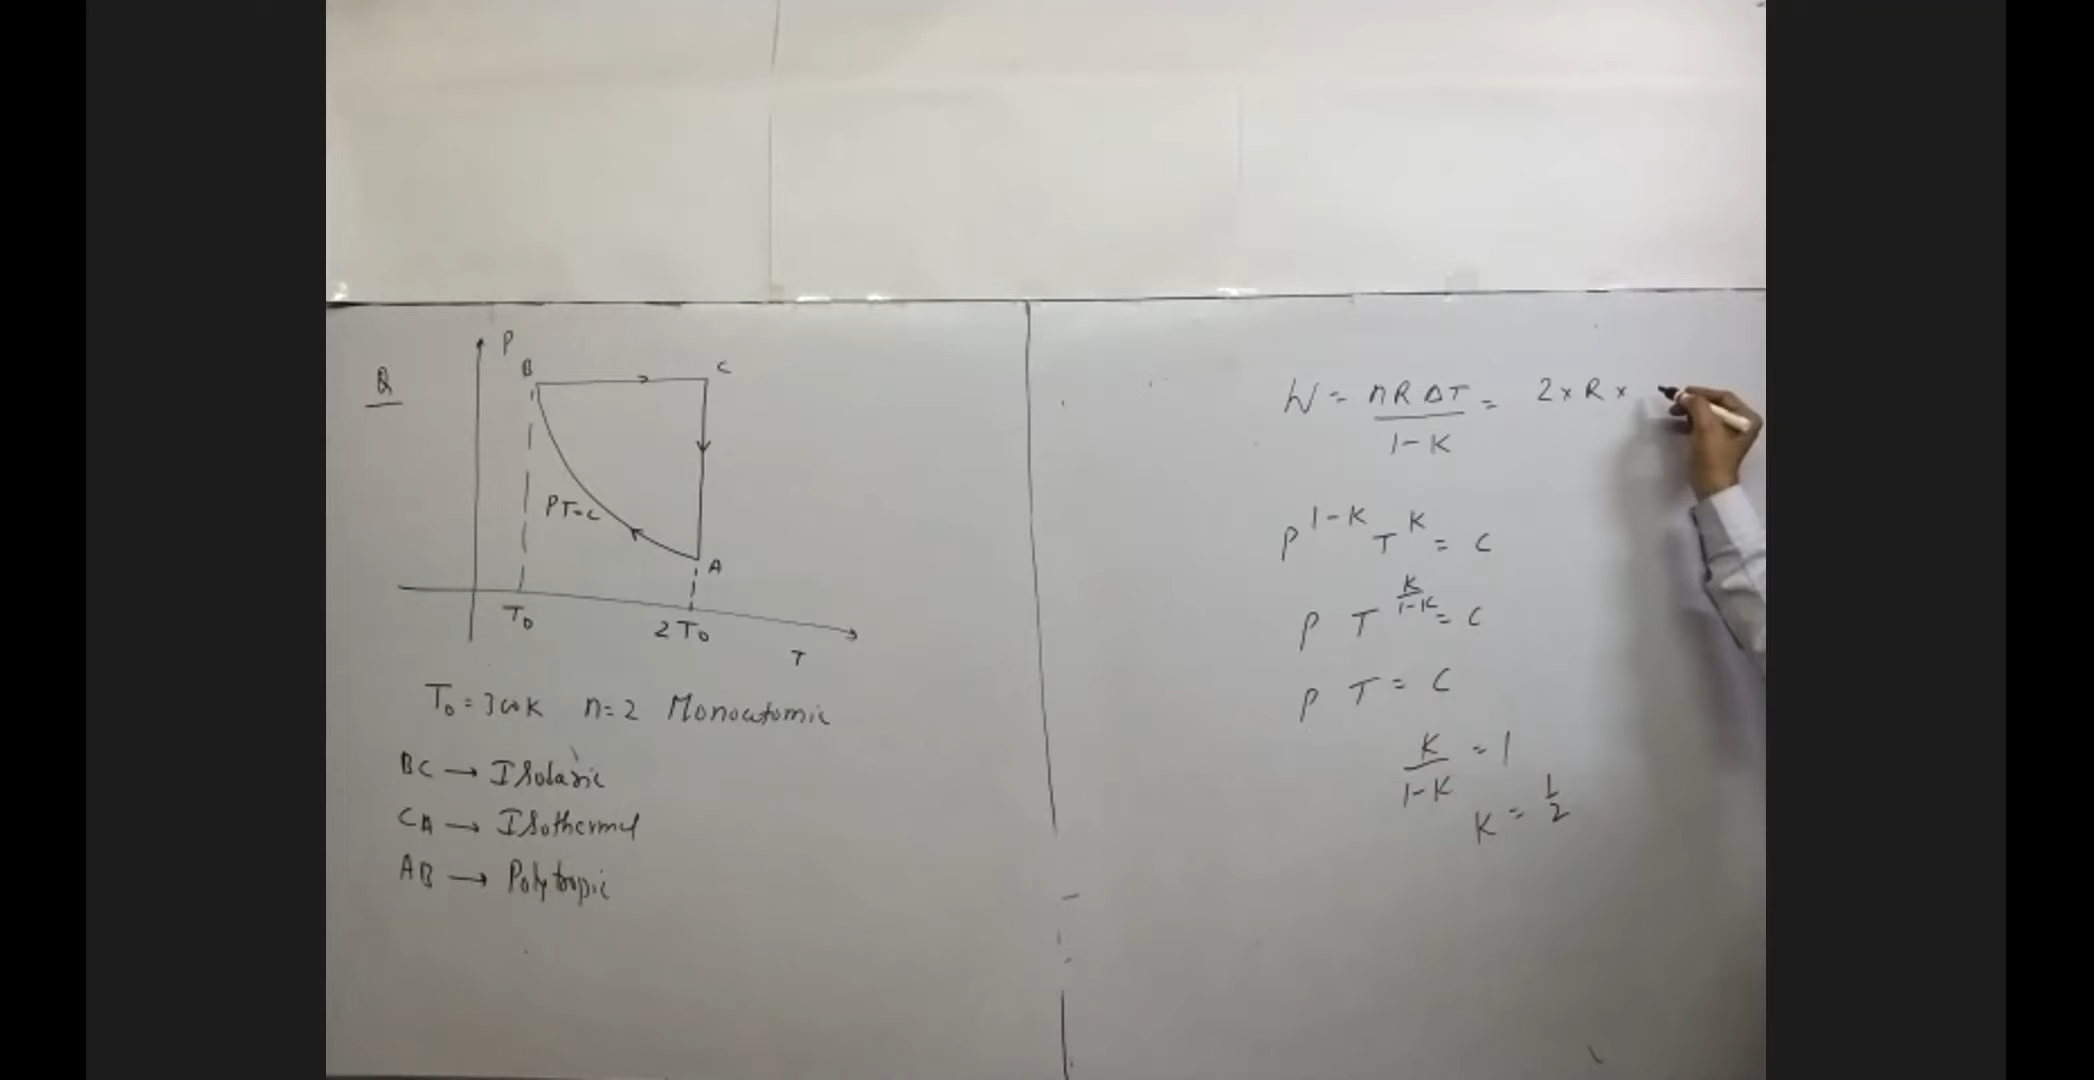 Q
P
B
C
PT=C
A
T₀
2T₀
T
T₀ = 300K n=2 Monoatomic
BC → Isobaric
CA → Isothermal
AB → Polytropic
W = nRΔT / 1-K = 2×R×
P^{1-K} T^K = C
P T^{K/1-K} = C
P T = C
K/1-K = 1
K = 1/2